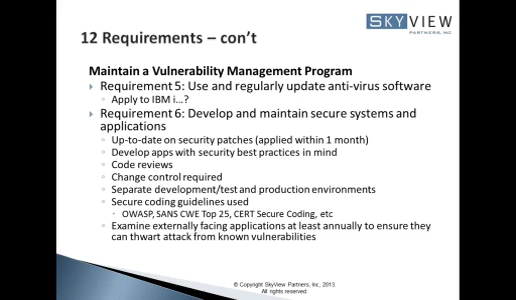 SKYVIEW
PARTNERS, INC
12 Requirements – con’t
Maintain a Vulnerability Management Program
Requirement 5: Use and regularly update anti-virus software
Apply to IBM i…?
Requirement 6: Develop and maintain secure systems and
applications
Up-to-date on security patches (applied within 1 month)
Develop apps with security best practices in mind
Code reviews
Change control required
Separate development/test and production environments
Secure coding guidelines used
OWASP, SANS CWE Top 25, CERT Secure Coding, etc
Examine externally facing applications at least annually to ensure they
can thwart attack from known vulnerabilities
© Copyright SkyView Partners, Inc, 2013.
All rights reserved.